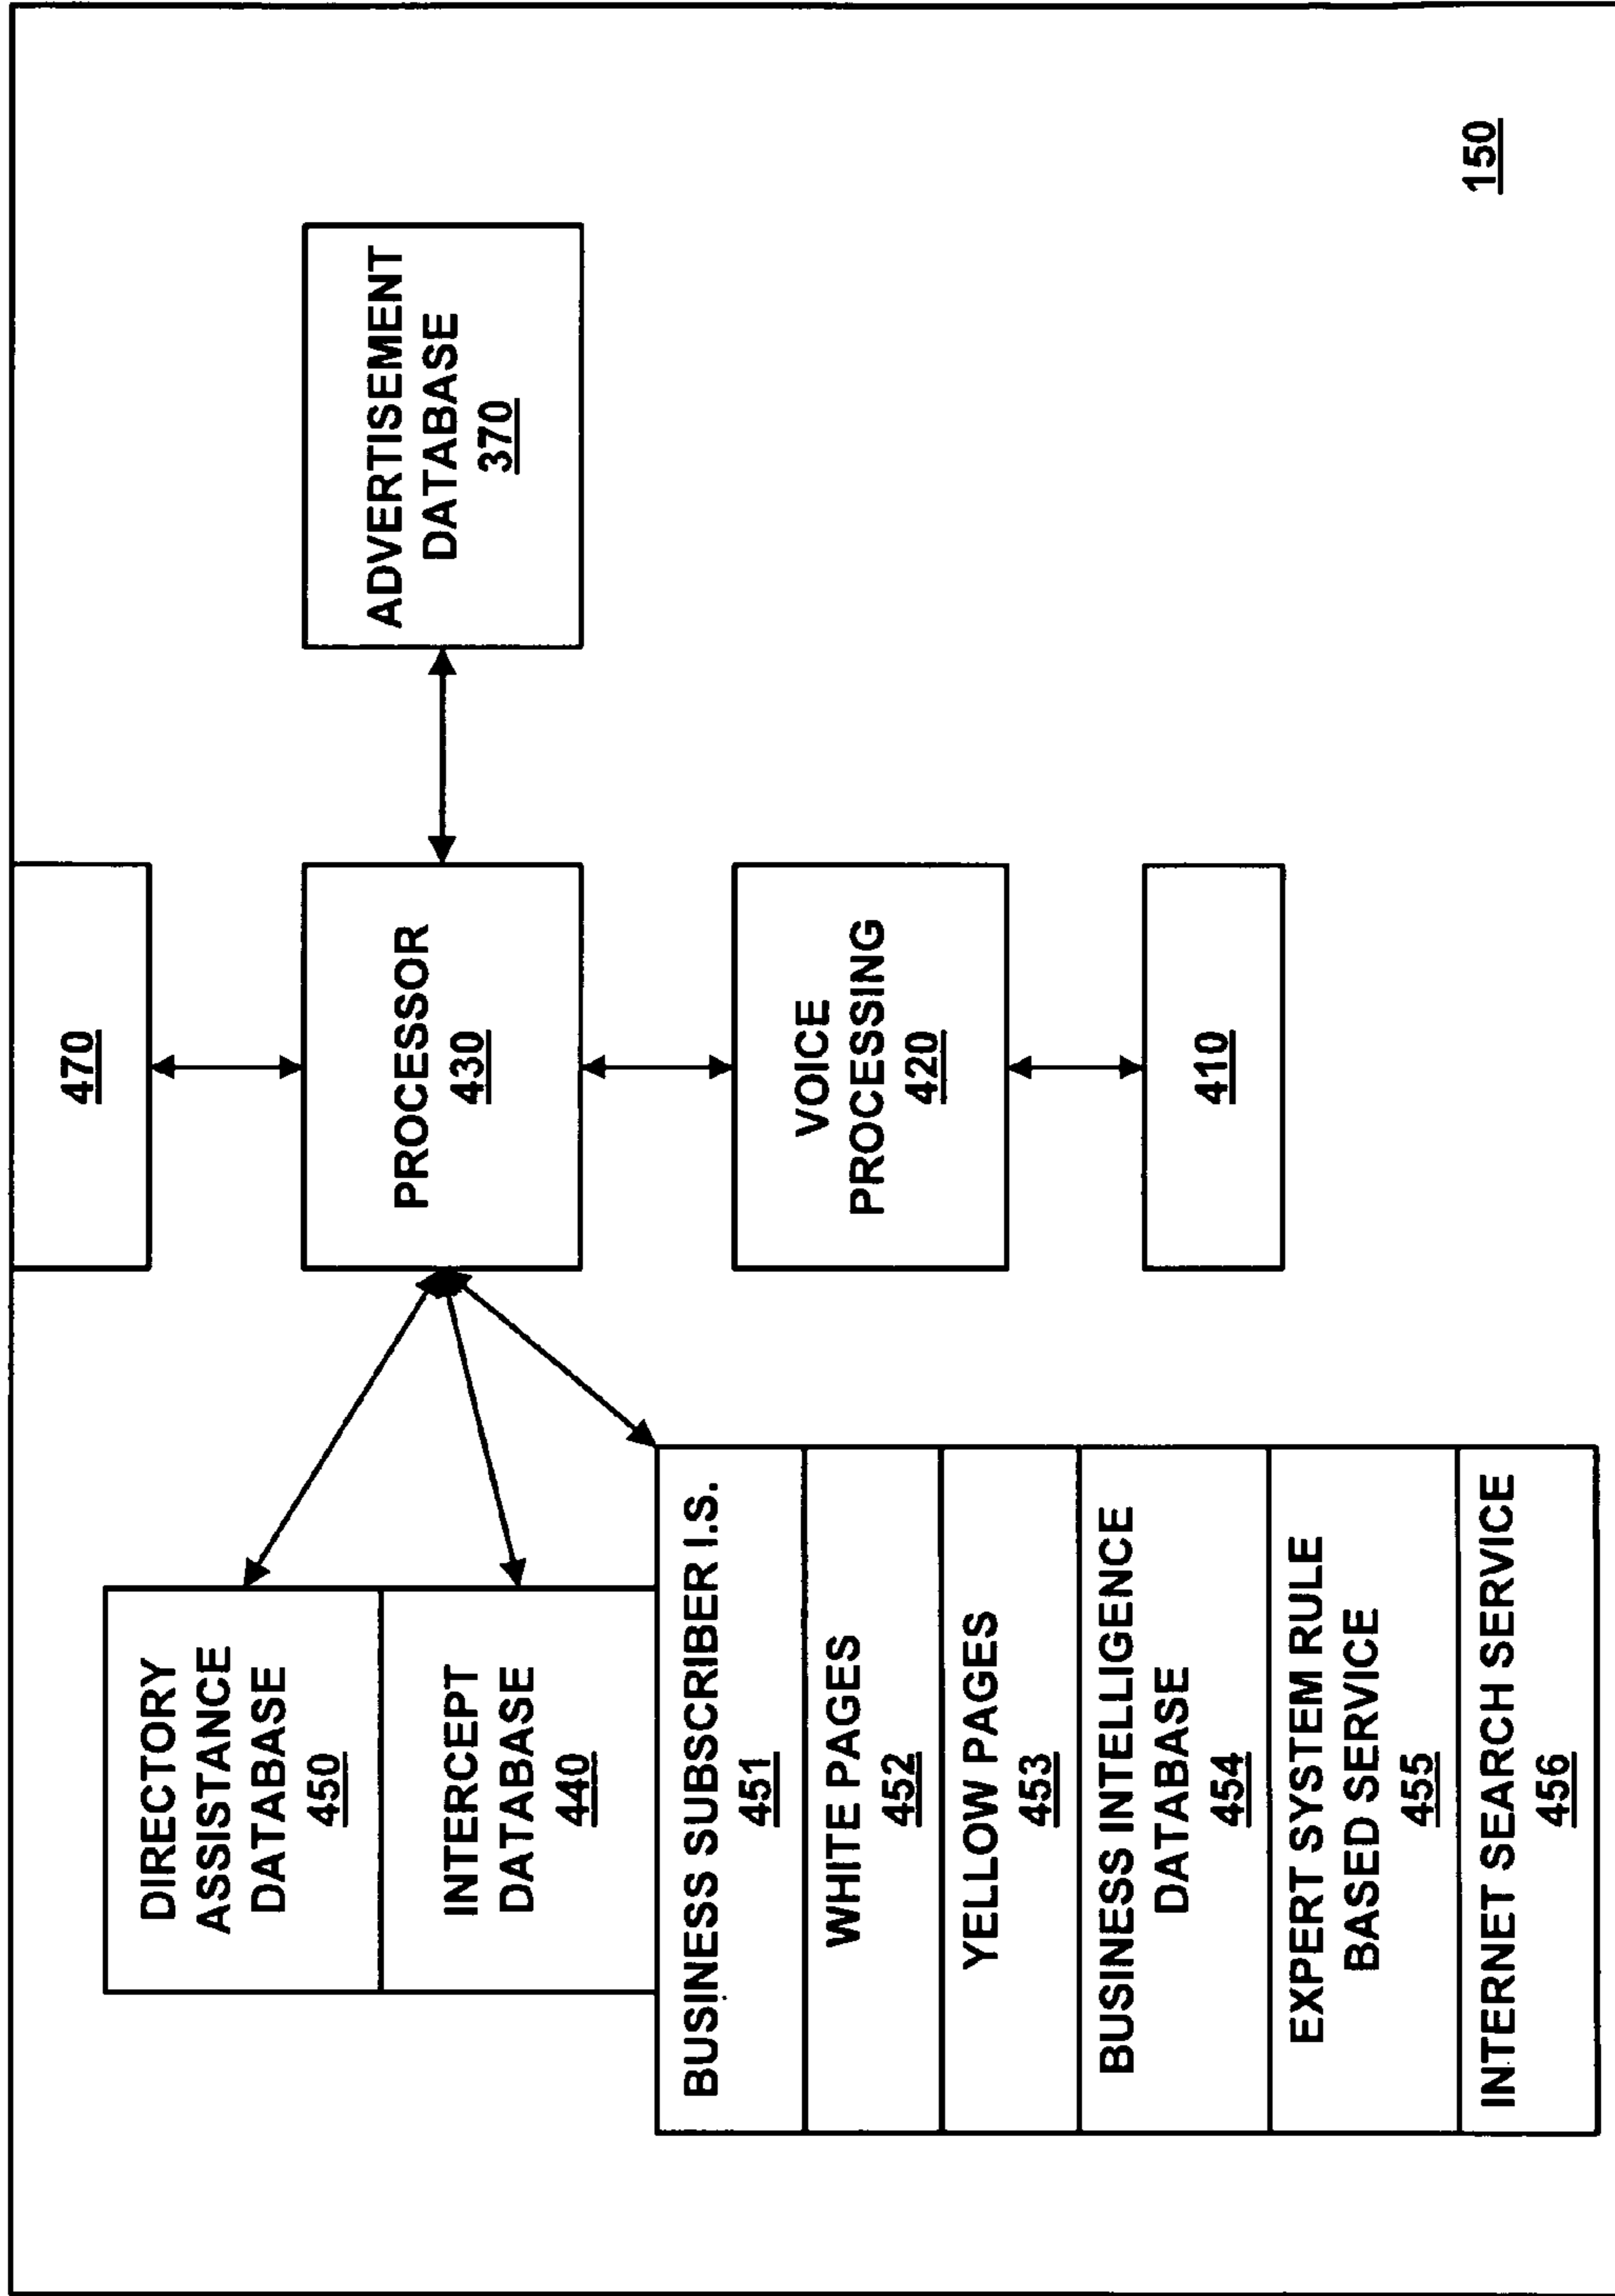 470
DIRECTORY
ASSISTANCE
DATABASE
450
INTERCEPT
DATABASE
440
BUSINESS SUBSCRIBER I.S.
451
WHITE PAGES
452
YELLOW PAGES
453
BUSINESS INTELLIGENCE
DATABASE
454
EXPERT SYSTEM RULE
BASED SERVICE
455
INTERNET SEARCH SERVICE
456
PROCESSOR
430
VOICE
PROCESSING
420
410
ADVERTISEMENT
DATABASE
370
150